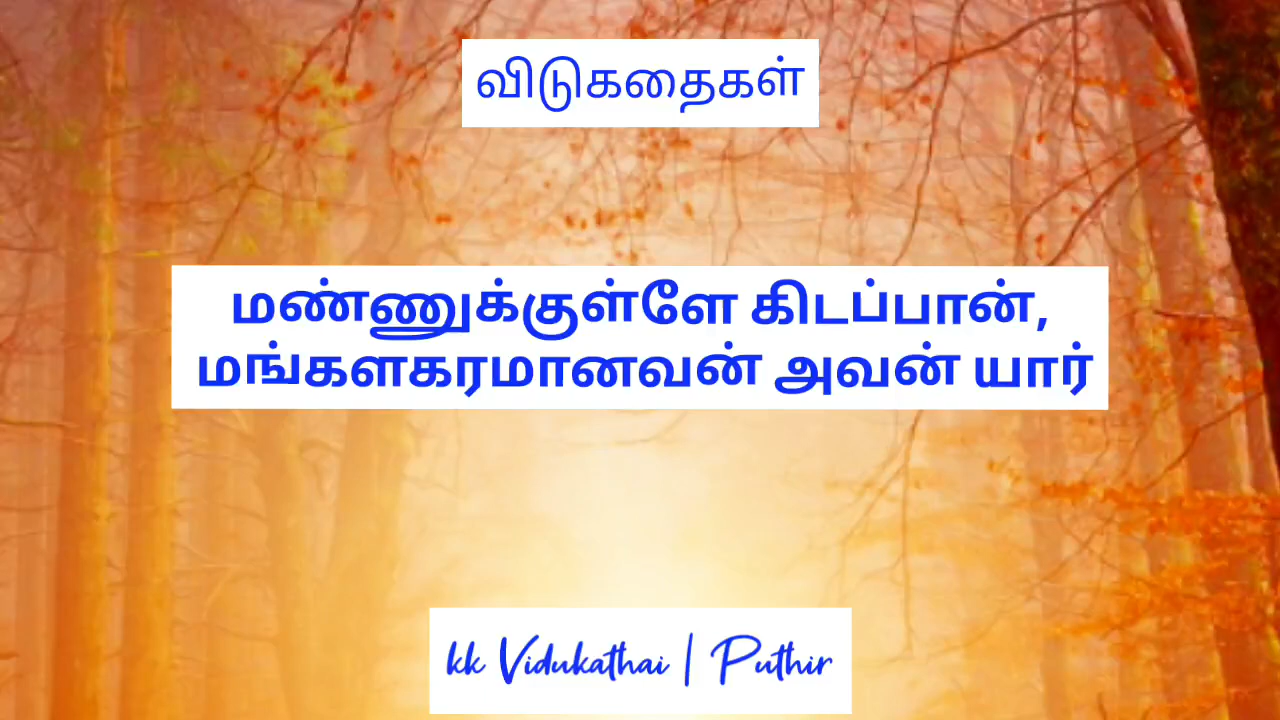 விடுகதைகள்
மண்ணுக்குள்ளே கிடப்பான்,
மங்களகரமானவன் அவன் யார்
kk Vidukathai | Puthir